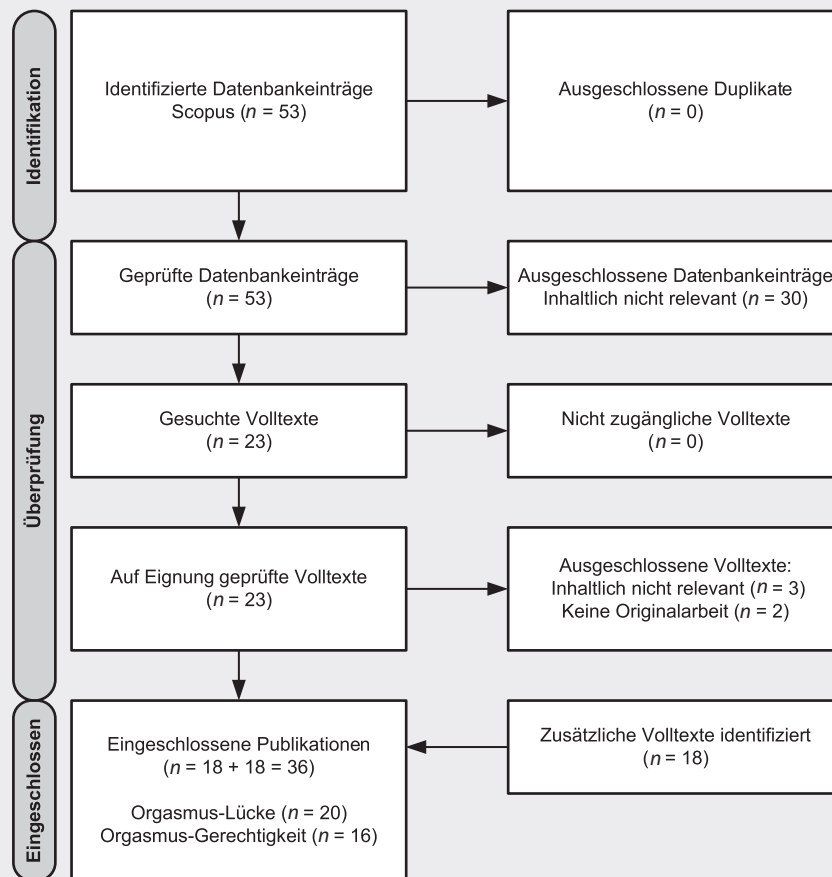 Identifikation
Identifizierte Datenbankeinträge
Scopus (n = 53)
Ausgeschlossene Duplikate
(n = 0)
Überprüfung
Geprüfte Datenbankeinträge
(n = 53)
Ausgeschlossene Datenbankeinträge
Inhaltlich nicht relevant (n = 30)
Gesuchte Volltexte
(n = 23)
Nicht zugängliche Volltexte
(n = 0)
Auf Eignung geprüfte Volltexte
(n = 23)
Ausgeschlossene Volltexte:
Inhaltlich nicht relevant (n = 3)
Keine Originalarbeit (n = 2)
Eingeschlossen
Eingeschlossene Publikationen
(n = 18 + 18 = 36)
Orgasmus-Lücke (n = 20)
Orgasmus-Gerechtigkeit (n = 16)
Zusätzliche Volltexte identifiziert
(n = 18)